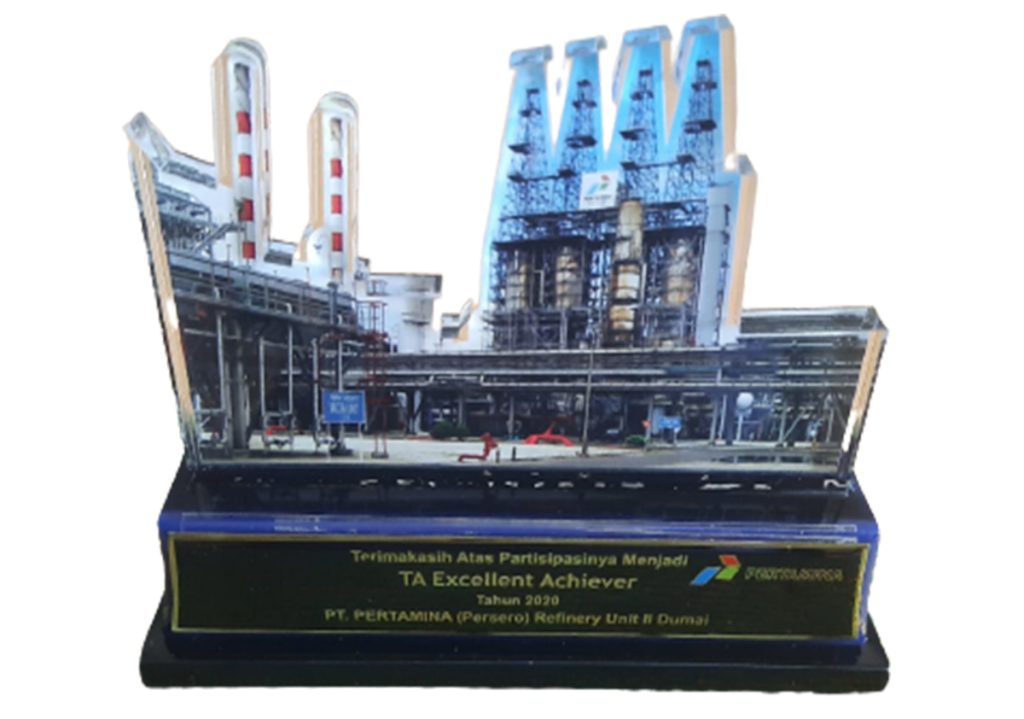 Terimakasih Atas Partisipasinya Menjadi
TA Excellent Achiever
Tahun 2020
PT. PERTAMINA (Persero) Refinery Unit II Dumai
PERTAMINA